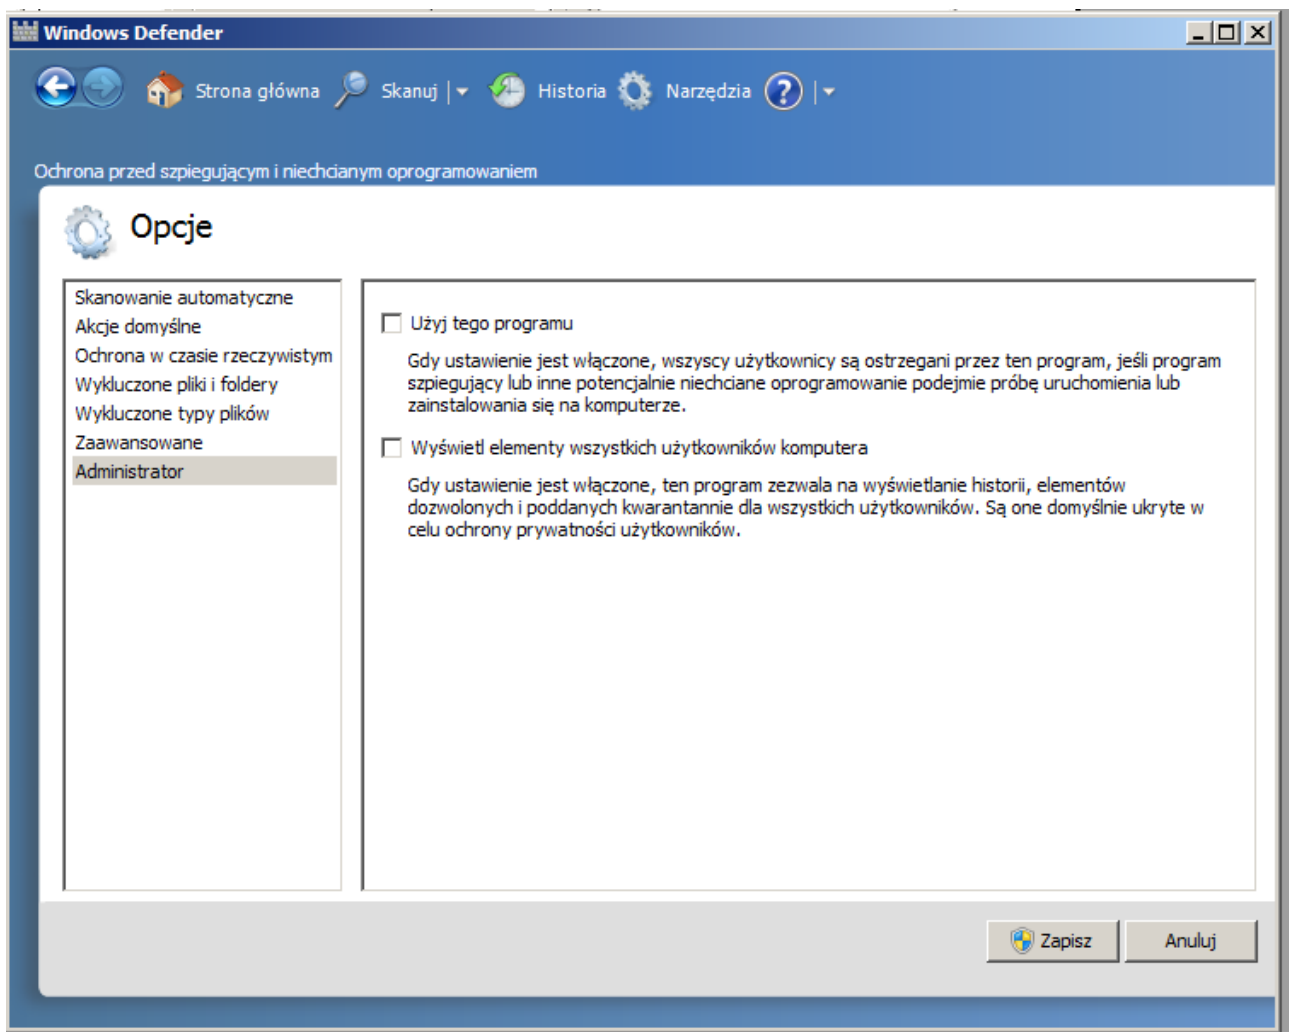 Windows Defender
Strona główna Skanuj Historia Narzędzia ?
Ochrona przed szpiegującym i niechcianym oprogramowaniem
Opcje
Skanowanie automatyczne
Akcje domyślne
Ochrona w czasie rzeczywistym
Wykluczone pliki i foldery
Wykluczone typy plików
Zaawansowane
Administrator
Użyj tego programu
Gdy ustawienie jest włączone, wszyscy użytkownicy są ostrzegani przez ten program, jeśli program
szpiegujący lub inne potencjalnie niechciane oprogramowanie podejmie próbę uruchomienia lub
zainstalowania się na komputerze.
Wyświetl elementy wszystkich użytkowników komputera
Gdy ustawienie jest włączone, ten program zezwala na wyświetlanie historii, elementów
dozwolonych i poddanych kwarantannie dla wszystkich użytkowników. Są one domyślnie ukryte w
celu ochrony prywatności użytkowników.
Zapisz Anuluj